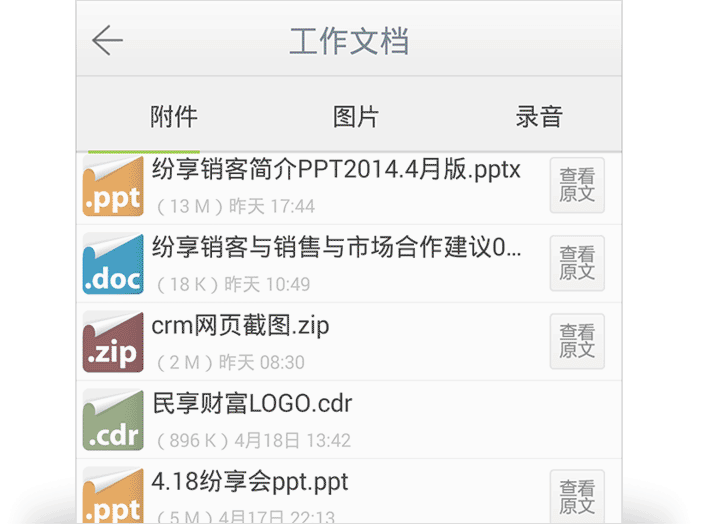 工作文档
附件 图片 录音
.ppt 纷享销客简介PPT2014.4月版.pptx 查看原文
（13 M）昨天 17:44
.doc 纷享销客与销售与市场合作建议0... 查看原文
（18 K）昨天 10:49
.zip crm网页截图.zip 查看原文
（2 M）昨天 08:30
.cdr 民享财富LOGO.cdr
（896 K）4月18日 13:42
.ppt 4.18纷享会ppt.ppt 查看原文
（5 M）4月17日 22:13